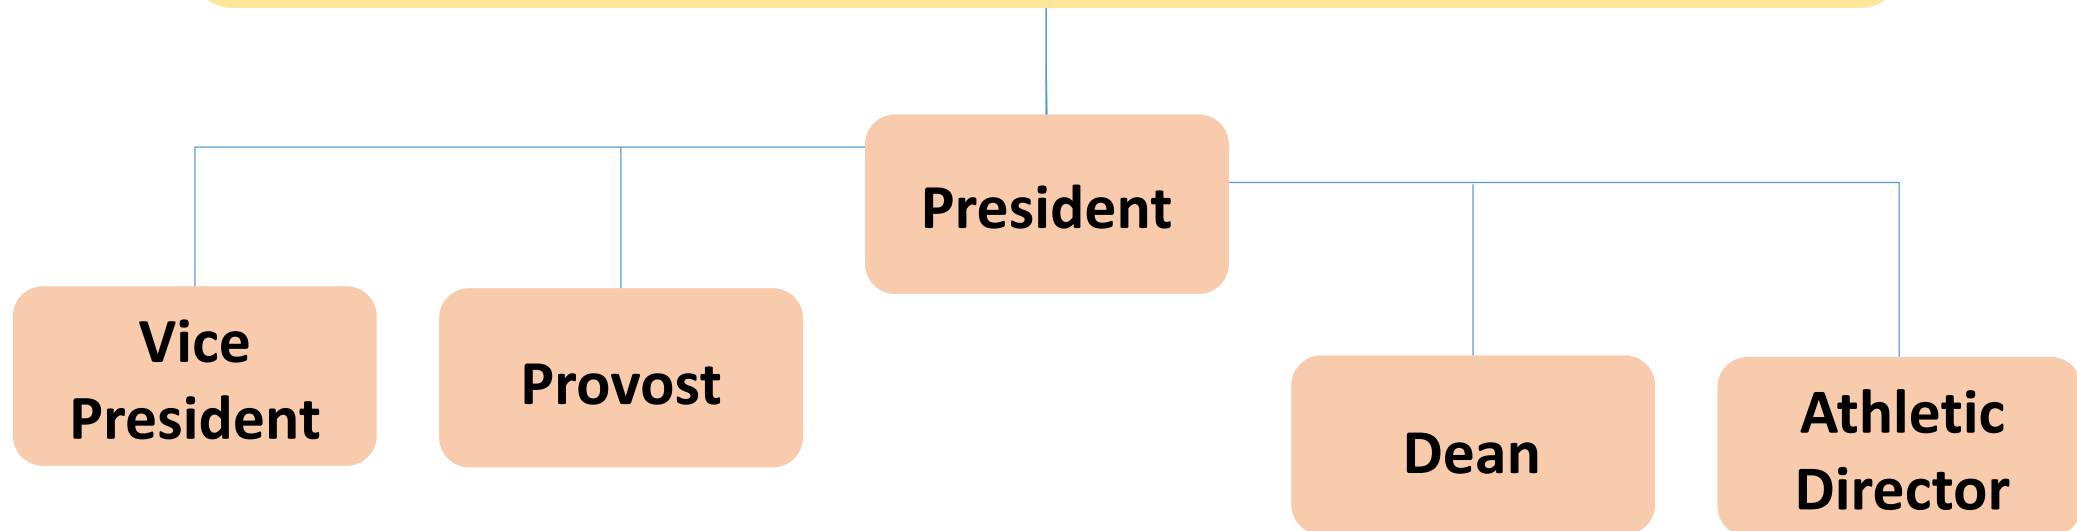 President
Vice
President
Provost
Dean
Athletic
Director